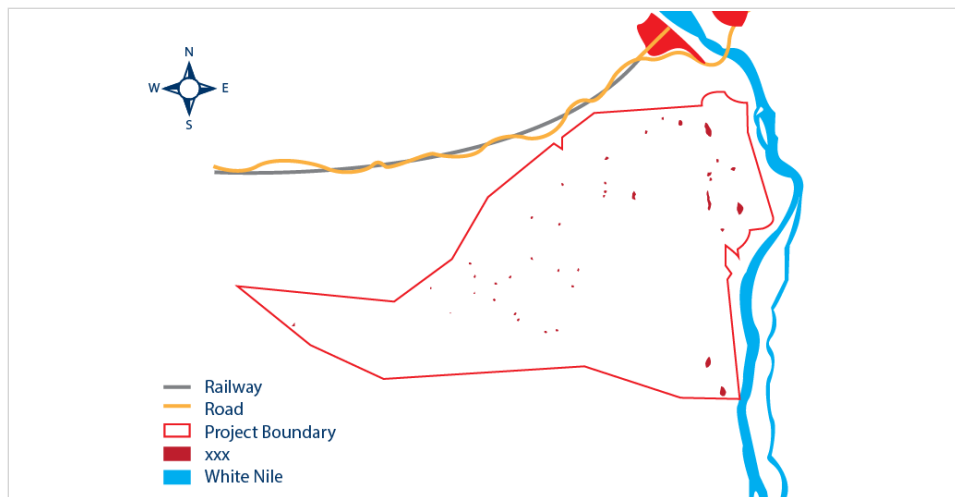 N
W E
S
Railway
Road
Project Boundary
xxx
White Nile